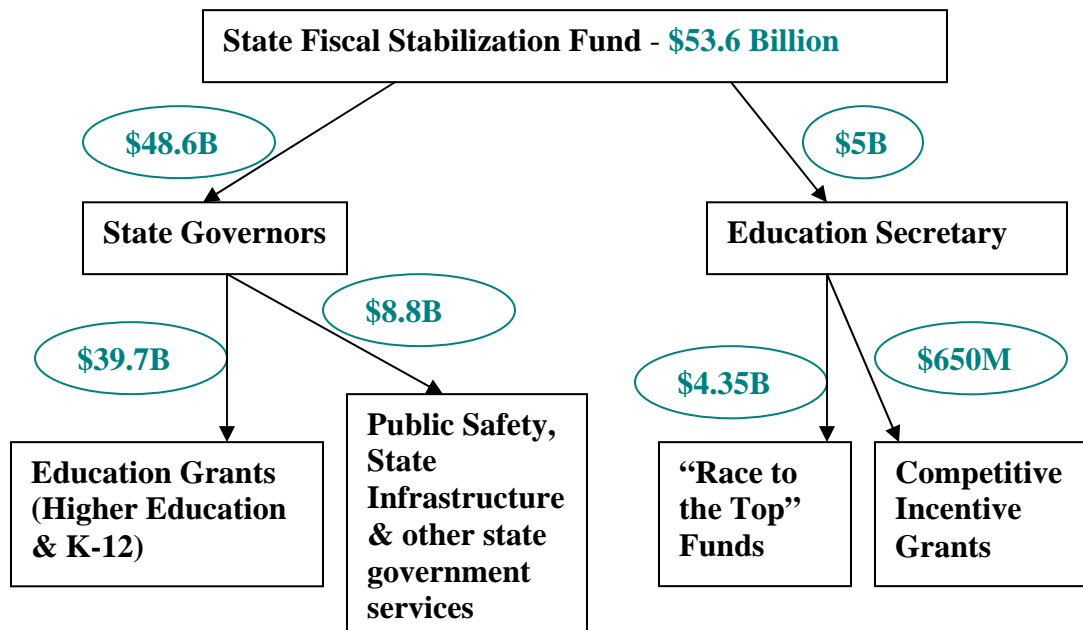 State Fiscal Stabilization Fund - $53.6 Billion
$48.6B
$5B
State Governors
Education Secretary
$39.7B
$8.8B
$4.35B
$650M
Education Grants
(Higher Education
& K-12)
Public Safety,
State
Infrastructure
& other state
government
services
“Race to
the Top”
Funds
Competitive
Incentive
Grants